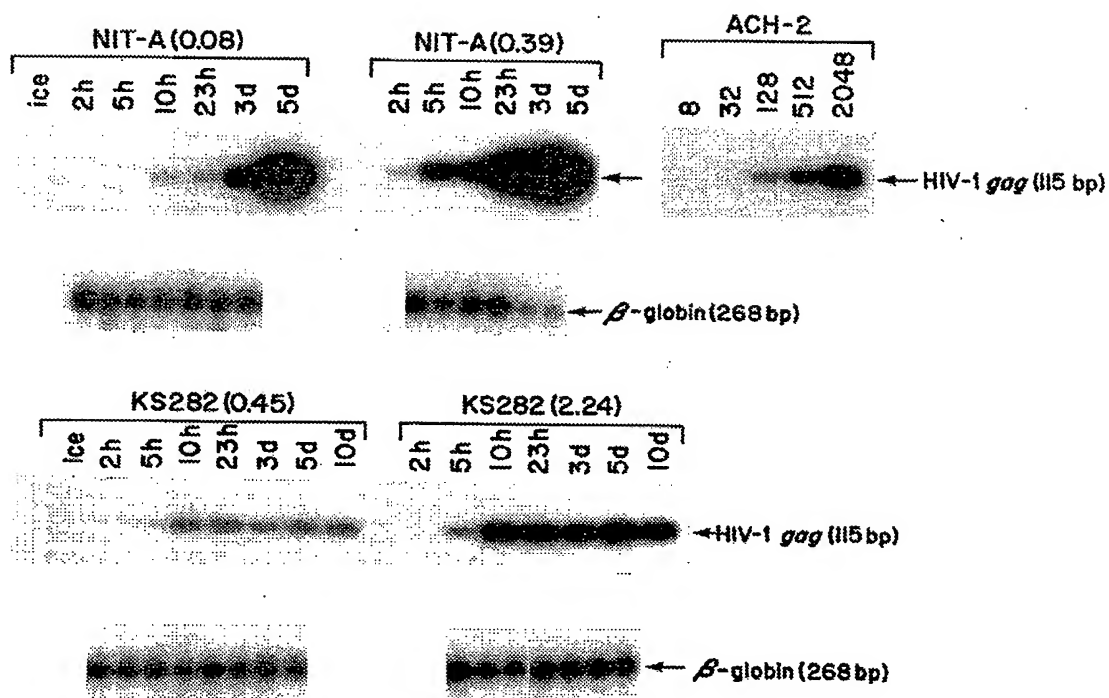 NIT-A(0.08) NIT-A(0.39) ACH-2
ice 2h 5h 10h 23h 3d 5d 2h 5h 10h 23h 3d 5d 8 32 128 512 2048
HIV-1 gag (115 bp)
β-globin (268 bp)
KS282 (0.45) KS282 (2.24)
ice 2h 5h 10h 23h 3d 5d 10d 2h 5h 10h 23h 3d 5d 10d
HIV-1 gag (115 bp)
β-globin (268 bp)